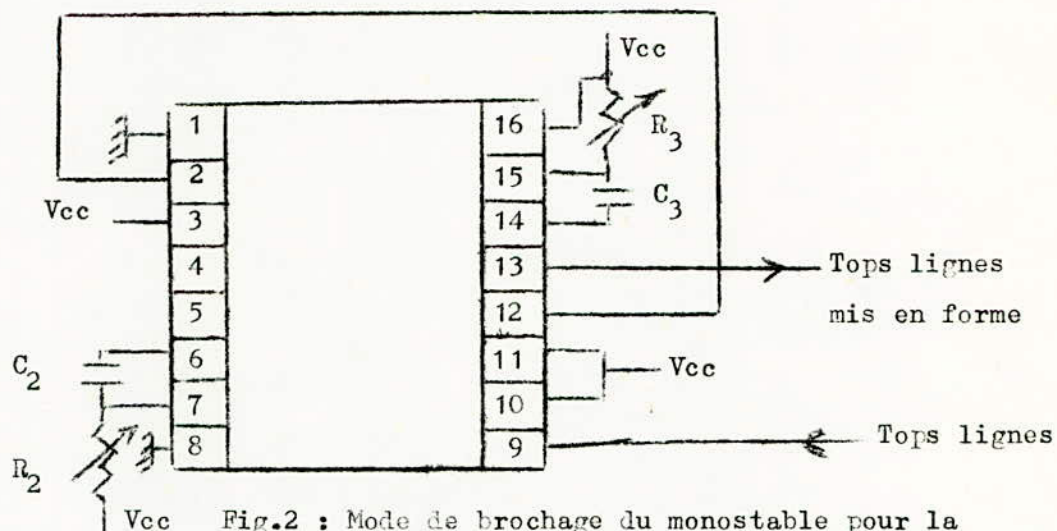 Vcc
1
16
R3
2
15
Vcc
3
14
C3
4
13
Tops lignes
5
12
mis en forme
C2
6
11
Vcc
7
10
R2
8
9
Tops lignes
Vcc
Fig.2 : Mode de brochage du monostable pour la